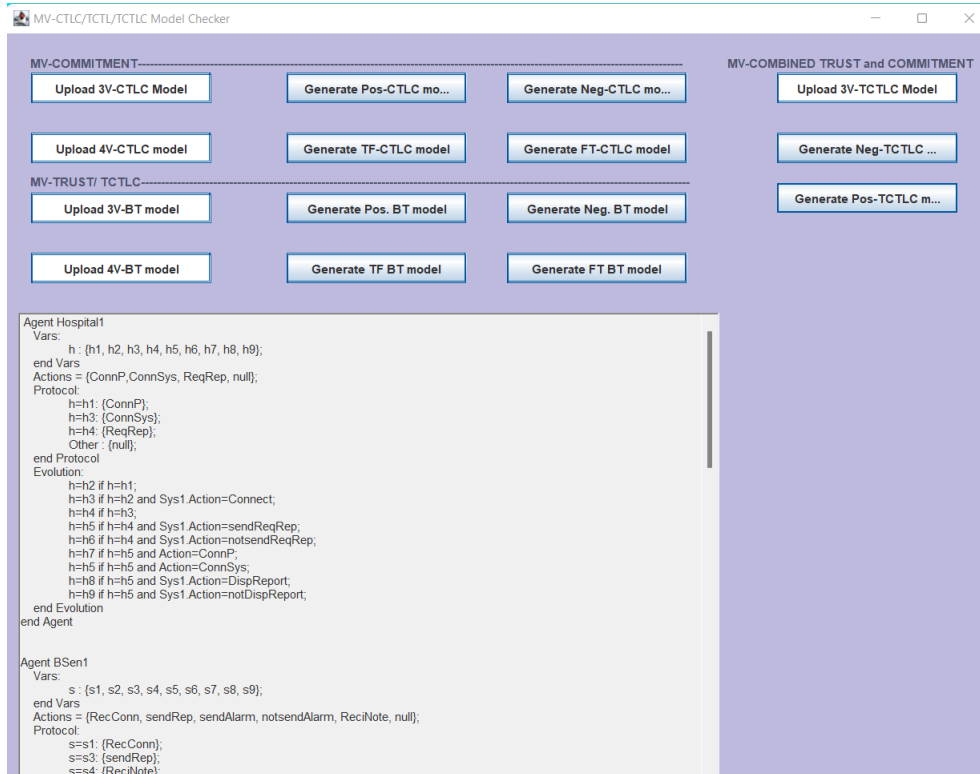 MV-CTLC/TCTL/TCTLC Model Checker
MV-COMMITMENT
MV-COMBINED TRUST and COMMITMENT
Upload 3V-CTLC Model
Generate Pos-CTLC mo...
Generate Neg-CTLC mo...
Upload 3V-TCTLC Model
Upload 4V-CTLC model
Generate TF-CTLC model
Generate FT-CTLC model
Generate Neg-TCTLC ...
MV-TRUST/ TCTLC
Upload 3V-BT model
Generate Pos. BT model
Generate Neg. BT model
Generate Pos-TCTLC m...
Upload 4V-BT model
Generate TF BT model
Generate FT BT model
Agent Hospital1
Vars:
h : {h1, h2, h3, h4, h5, h6, h7, h8, h9};
end Vars
Actions = {ConnP,ConnSys, ReqRep, null};
Protocol:
h=h1: {ConnP};
h=h3: {ConnSys};
h=h4: {ReqRep};
Other : {null};
end Protocol
Evolution:
h=h2 if h=h1;
h=h3 if h=h2 and Sys1.Action=Connect;
h=h4 if h=h3;
h=h5 if h=h4 and Sys1.Action=sendReqRep;
h=h6 if h=h4 and Sys1.Action=notsendReqRep;
h=h7 if h=h5 and Action=ConnP;
h=h5 if h=h5 and Action=ConnSys;
h=h8 if h=h5 and Sys1.Action=DispReport;
h=h9 if h=h5 and Sys1.Action=notDispReport;
end Evolution
end Agent
Agent BSen1
Vars:
s : {s1, s2, s3, s4, s5, s6, s7, s8, s9};
end Vars
Actions = {RecConn, sendRep, sendAlarm, notsendAlarm, ReciNote, null};
Protocol:
s=s1: {RecConn};
s=s3: {sendRep};
s=s4: {ReciNote};